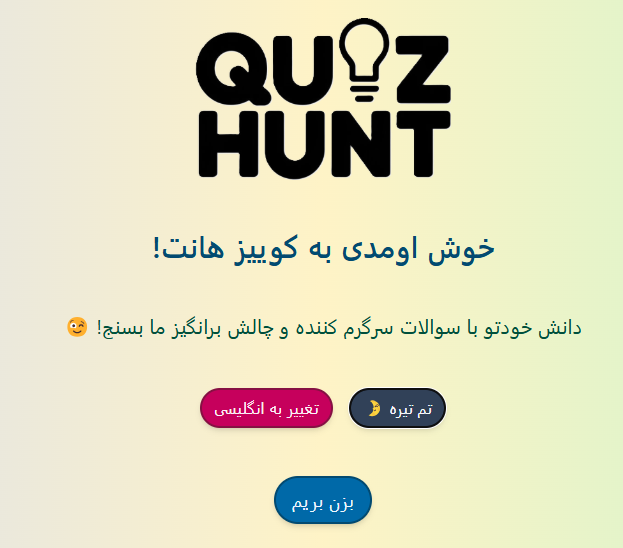 QUIZ
HUNT
خوش اومدی به کوییز هانت!
دانش خودتو با سوالات سرگرم کننده و چالش برانگیز ما بسنج! 😉
تم تیره 🌛
تغییر به انگلیسی
بزن بریم